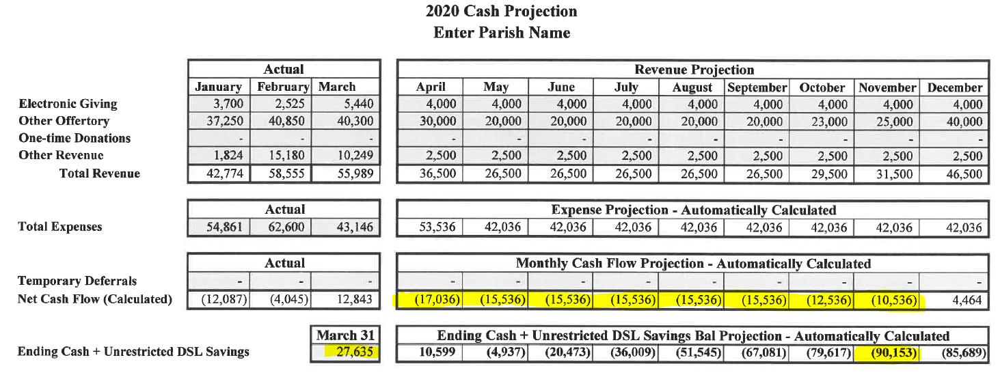 2020 Cash Projection
Enter Parish Name
Actual Revenue Projection
January February March April May June July August September October November December
Electronic Giving 3,700 2,525 5,440 4,000 4,000 4,000 4,000 4,000 4,000 4,000 4,000 4,000
Other Offertory 37,250 40,850 40,300 30,000 20,000 20,000 20,000 20,000 20,000 23,000 25,000 40,000
One-time Donations - - - - - - - - - - - -
Other Revenue 1,824 15,180 10,249 2,500 2,500 2,500 2,500 2,500 2,500 2,500 2,500 2,500
Total Revenue 42,774 58,555 55,989 36,500 26,500 26,500 26,500 26,500 26,500 29,500 31,500 46,500
Actual Expense Projection - Automatically Calculated
Total Expenses 54,861 62,600 43,146 53,536 42,036 42,036 42,036 42,036 42,036 42,036 42,036 42,036
Actual Monthly Cash Flow Projection - Automatically Calculated
Temporary Deferrals - - - - - - - - - - - -
Net Cash Flow (Calculated) (12,087) (4,045) 12,843 (17,036) (15,536) (15,536) (15,536) (15,536) (15,536) (12,536) (10,536) 4,464
March 31 Ending Cash + Unrestricted DSL Savings Bal Projection - Automatically Calculated
Ending Cash + Unrestricted DSL Savings 27,635 10,599 (4,937) (20,473) (36,009) (51,545) (67,081) (79,617) (90,153) (85,689)